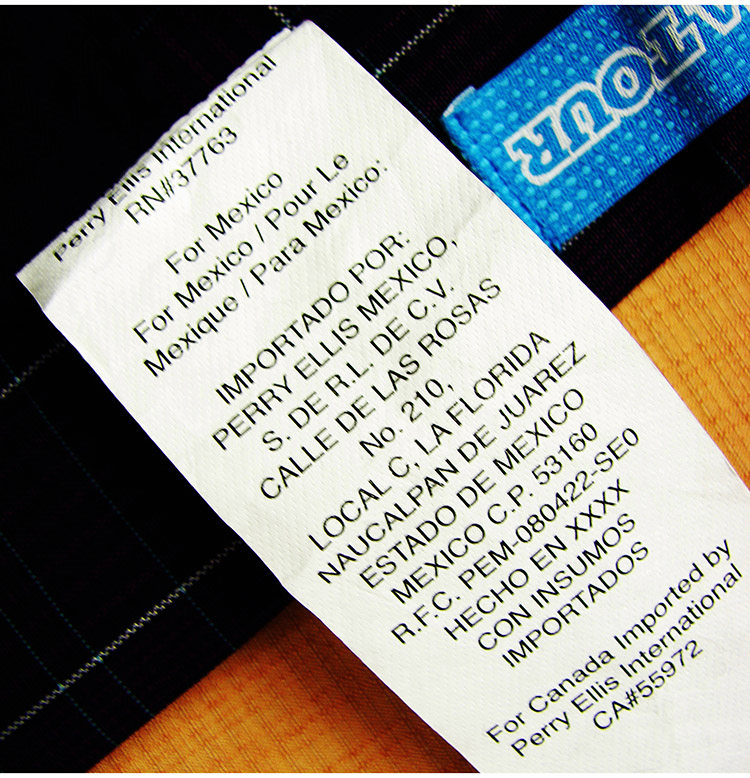 Perry Ellis International
RN#37763
For Mexico
For Mexico / Pour Le
Mexique / Para Mexico:
IMPORTADO POR:
PERRY ELLIS MEXICO,
S. DE R.L. DE C.V.
CALLE DE LAS ROSAS
No. 210,
LOCAL C, LA FLORIDA
NAUCALPAN DE JUAREZ
ESTADO DE MEXICO
MEXICO C.P. 53160
R.F.C. PEM-080422-SE0
HECHO EN XXXX
CON INSUMOS
IMPORTADOS
For Canada Imported by
Perry Ellis International
CA#55972
TOUR